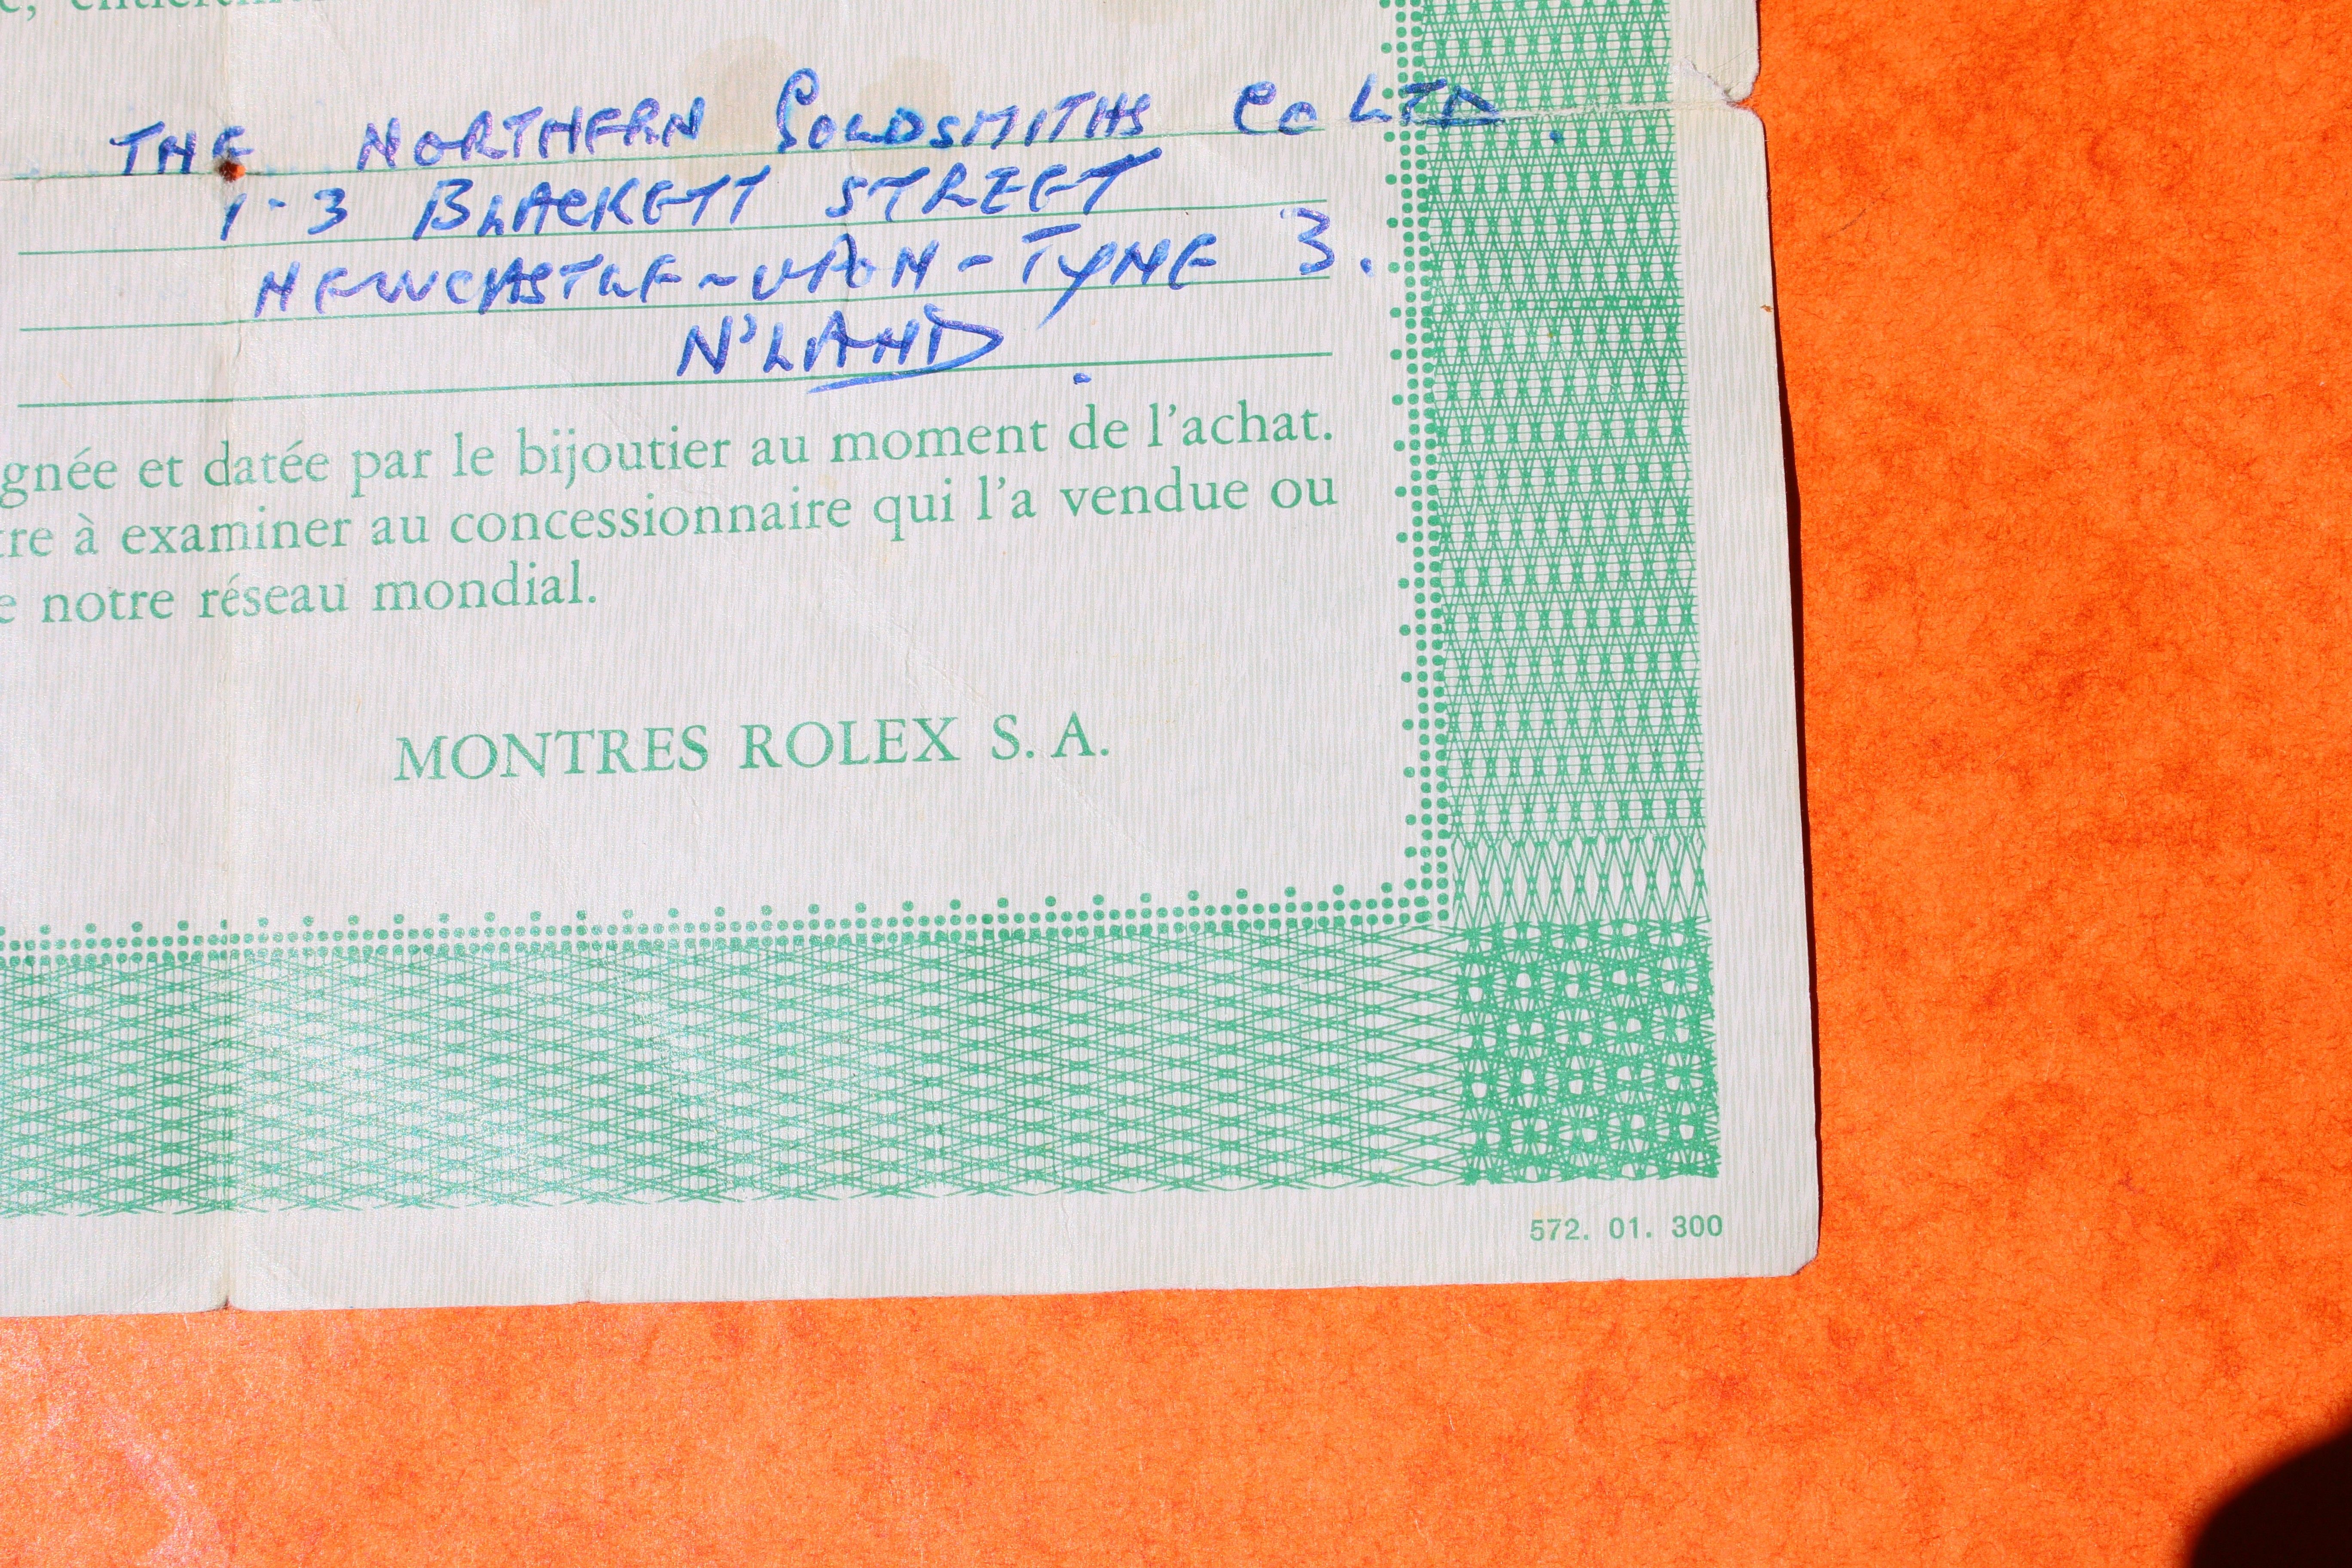 THE NORTHERN GOLDSMITHS Co LTD.
1-3 BLACKETT STREET
NEWCASTLE-UPON-TYNE 3.
N'LAND.
gnée et datée par le bijoutier au moment de l'achat.
re à examiner au concessionnaire qui l'a vendue ou
e notre réseau mondial.
MONTRES ROLEX S. A.
572. 01. 300